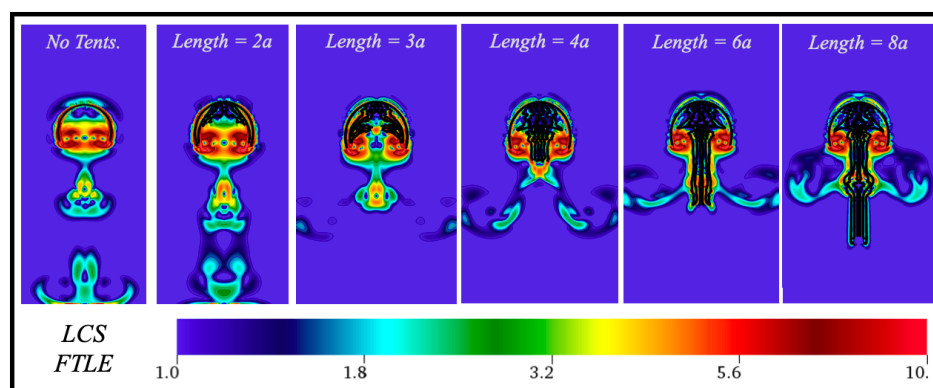 No Tents.
Length = 2a
Length = 3a
Length = 4a
Length = 6a
Length = 8a
LCS
FTLE
1.0 1.8 3.2 5.6 10.